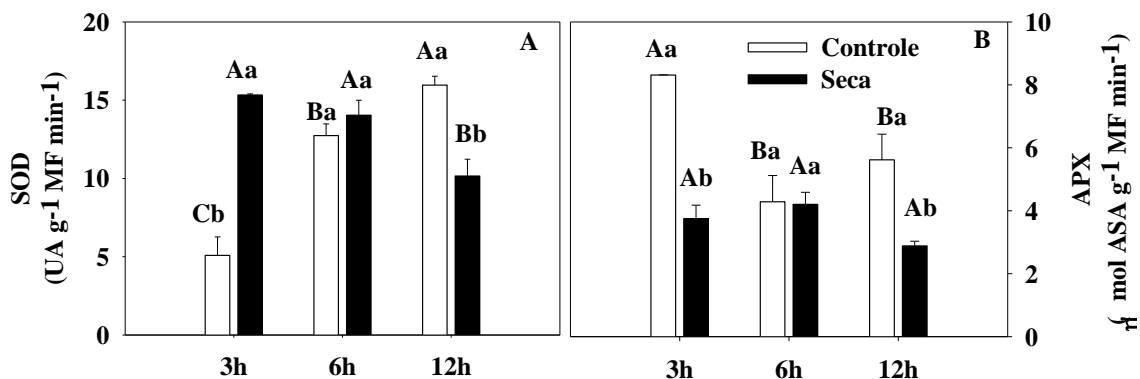 SOD
(UA g-1 MF min-1)
20
15
10
5
0
A
Cb
Aa
Ba
Aa
Aa
Bb
3h
6h
12h
B
Controle
Seca
Aa
Ab
Ba
Aa
Ba
Ab
3h
6h
12h
10
8
6
4
2
0
APX
(μ mol ASA g-1 MF min-1)